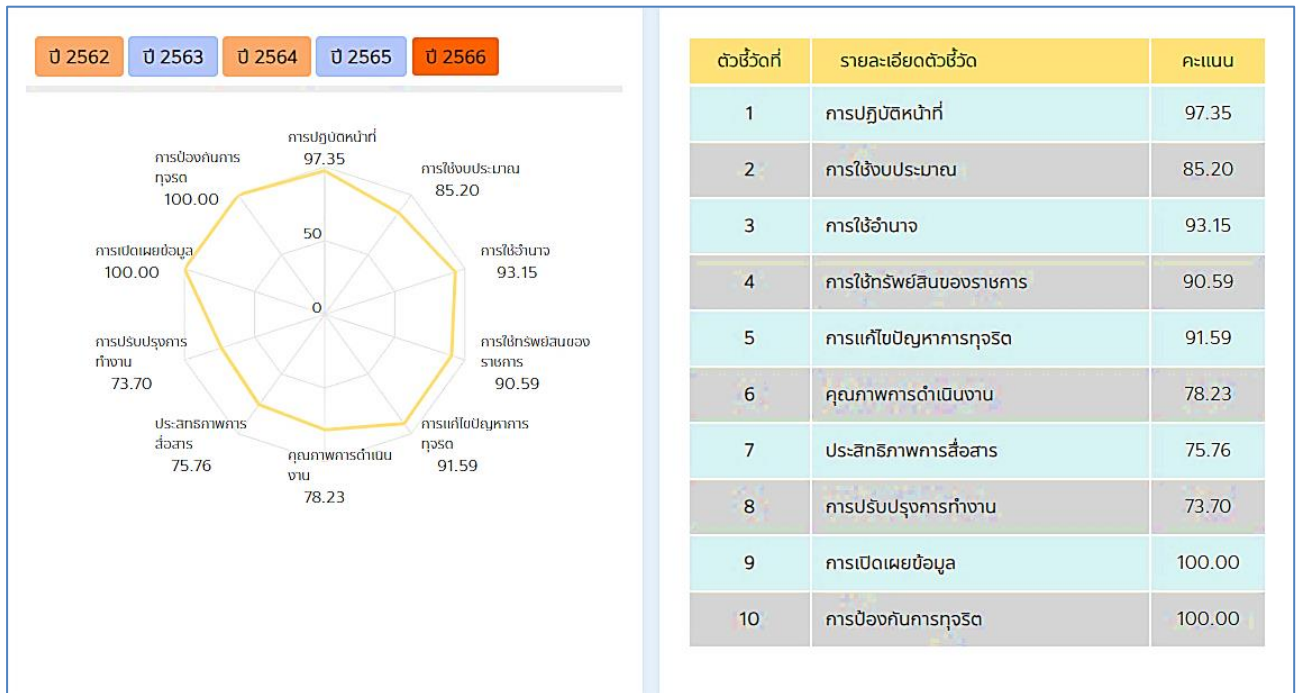 ปี 2562 ปี 2563 ปี 2564 ปี 2565 ปี 2566
การปฏิบัติหน้าที่
97.35
การใช้งบประมาณ
85.20
การใช้อำนาจ
93.15
การใช้ทรัพย์สินของ
ราชการ
90.59
การแก้ไขปัญหาการ
ทุจริต
91.59
คุณภาพการดำเนิน
งาน
78.23
ประสิทธิภาพการ
สื่อสาร
75.76
การปรับปรุงการ
ทำงาน
73.70
การเปิดเผยข้อมูล
100.00
การป้องกันการ
ทุจริต
100.00
50
0
ตัวชี้วัดที่ รายละเอียดตัวชี้วัด คะแนน
1 การปฏิบัติหน้าที่ 97.35
2 การใช้งบประมาณ 85.20
3 การใช้อำนาจ 93.15
4 การใช้ทรัพย์สินของราชการ 90.59
5 การแก้ไขปัญหาการทุจริต 91.59
6 คุณภาพการดำเนินงาน 78.23
7 ประสิทธิภาพการสื่อสาร 75.76
8 การปรับปรุงการทำงาน 73.70
9 การเปิดเผยข้อมูล 100.00
10 การป้องกันการทุจริต 100.00